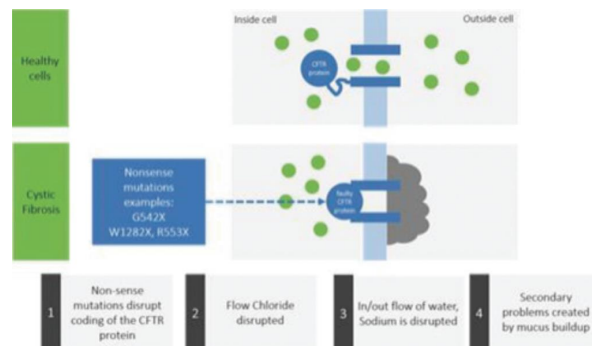 Inside cell
Outside cell
Healthy
cells
CFTR
protein
Cystic
Fibrosis
Nonsense
mutations
examples:
G542X
W1282X, R553X
faulty
CFTR
protein
1
Non-sense
mutations disrupt
coding of the CFTR
protein
2
Flow Chloride
disrupted
3
In/out flow of water,
Sodium is disrupted
4
Secondary
problems created
by mucus buildup